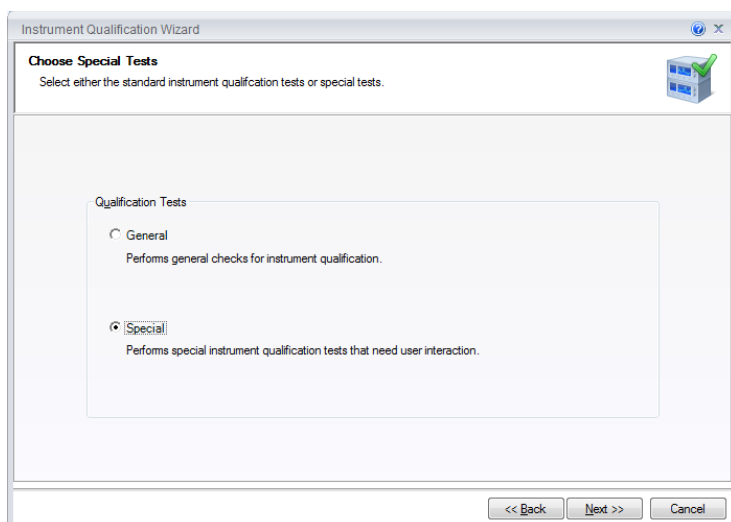 Instrument Qualification Wizard
Choose Special Tests
Select either the standard instrument qualifcation tests or special tests.
Qualification Tests
General
Performs general checks for instrument qualification.
Special
Performs special instrument qualification tests that need user interaction.
<< Back Next >> Cancel